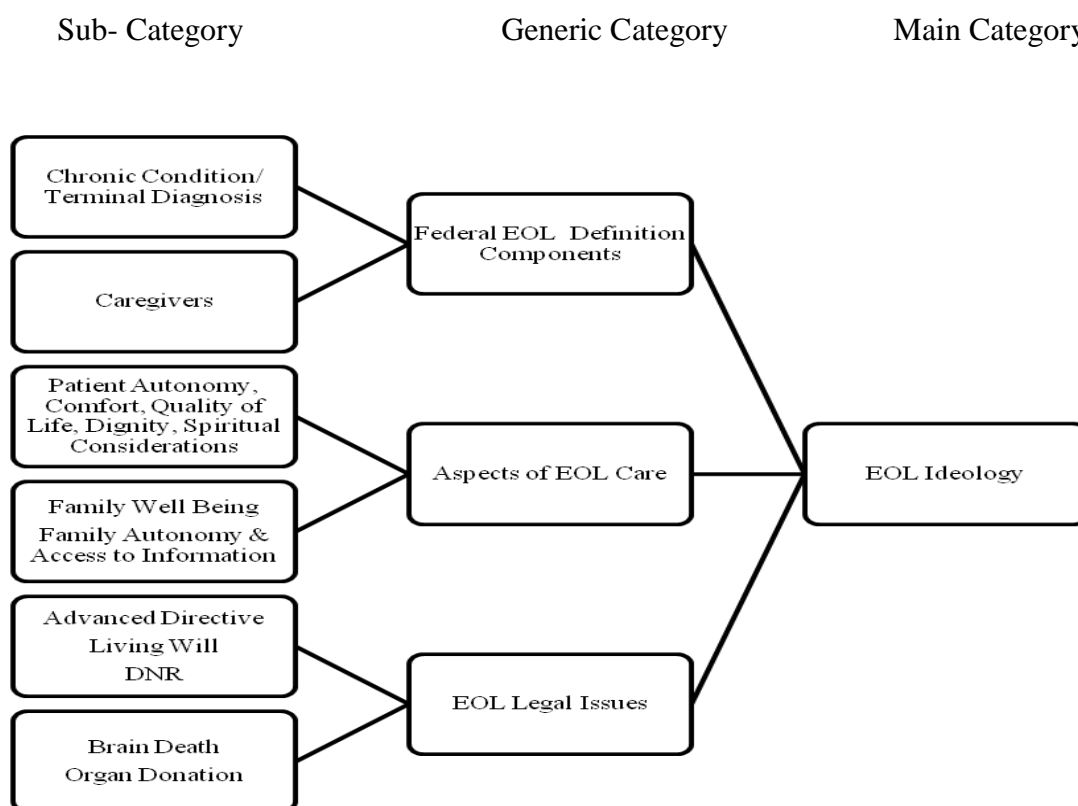 Sub- Category
Generic Category
Main Category
Chronic Condition/
Terminal Diagnosis
Caregivers
Patient Autonomy,
Comfort, Quality of
Life, Dignity, Spiritual
Considerations
Family Well Being
Family Autonomy &
Access to Information
Advanced Directive
Living Will
DNR
Brain Death
Organ Donation
Federal EOL Definition
Components
Aspects of EOL Care
EOL Legal Issues
EOL Ideology